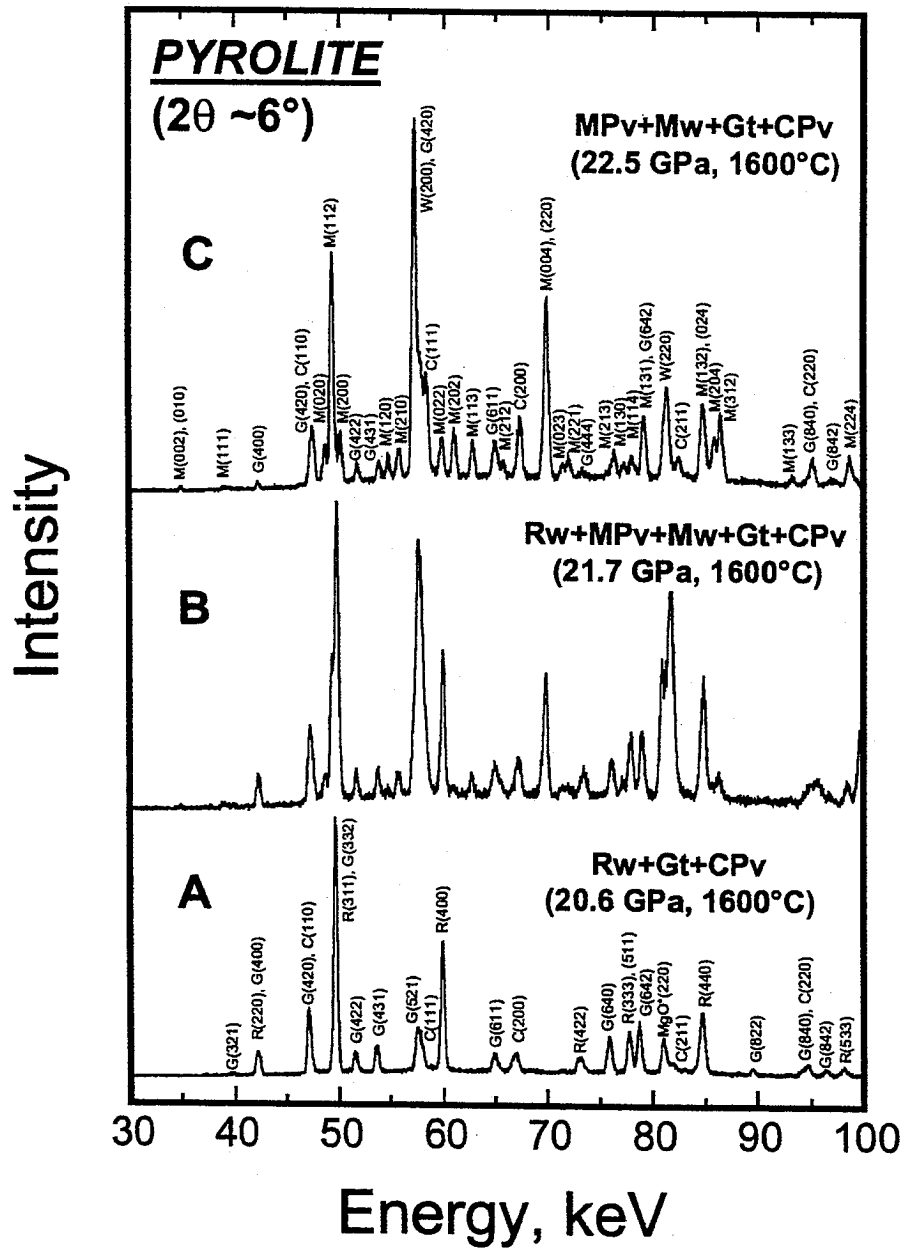 PYROLITE
(2θ ~6°)
MPv+Mw+Gt+CPv
(22.5 GPa, 1600°C)
C
M(002), (010)
M(111)
G(400)
G(420), C(110)
M(020)
M(112)
M(200)
G(422)
G(431)
M(120)
M(210)
W(200), G(420)
C(111)
M(022)
M(202)
M(113)
G(611)
M(212)
C(200)
M(004), (220)
M(023)
M(221)
G(444)
M(213)
M(130)
M(114)
M(131), G(642)
W(220)
C(211)
M(132), (024)
M(204)
M(312)
M(133)
G(840), C(220)
G(842)
M(224)
Rw+MPv+Mw+Gt+CPv
(21.7 GPa, 1600°C)
B
Rw+Gt+CPv
(20.6 GPa, 1600°C)
A
G(321)
R(220), G(400)
G(420), C(110)
R(311), G(332)
G(422)
G(431)
G(521)
C(111)
R(400)
G(611)
C(200)
R(422)
G(640)
R(333), (511)
G(642)
MgO*(220)
C(211)
R(440)
G(822)
G(840), C(220)
G(842)
R(533)
Intensity
30 40 50 60 70 80 90 100
Energy, keV